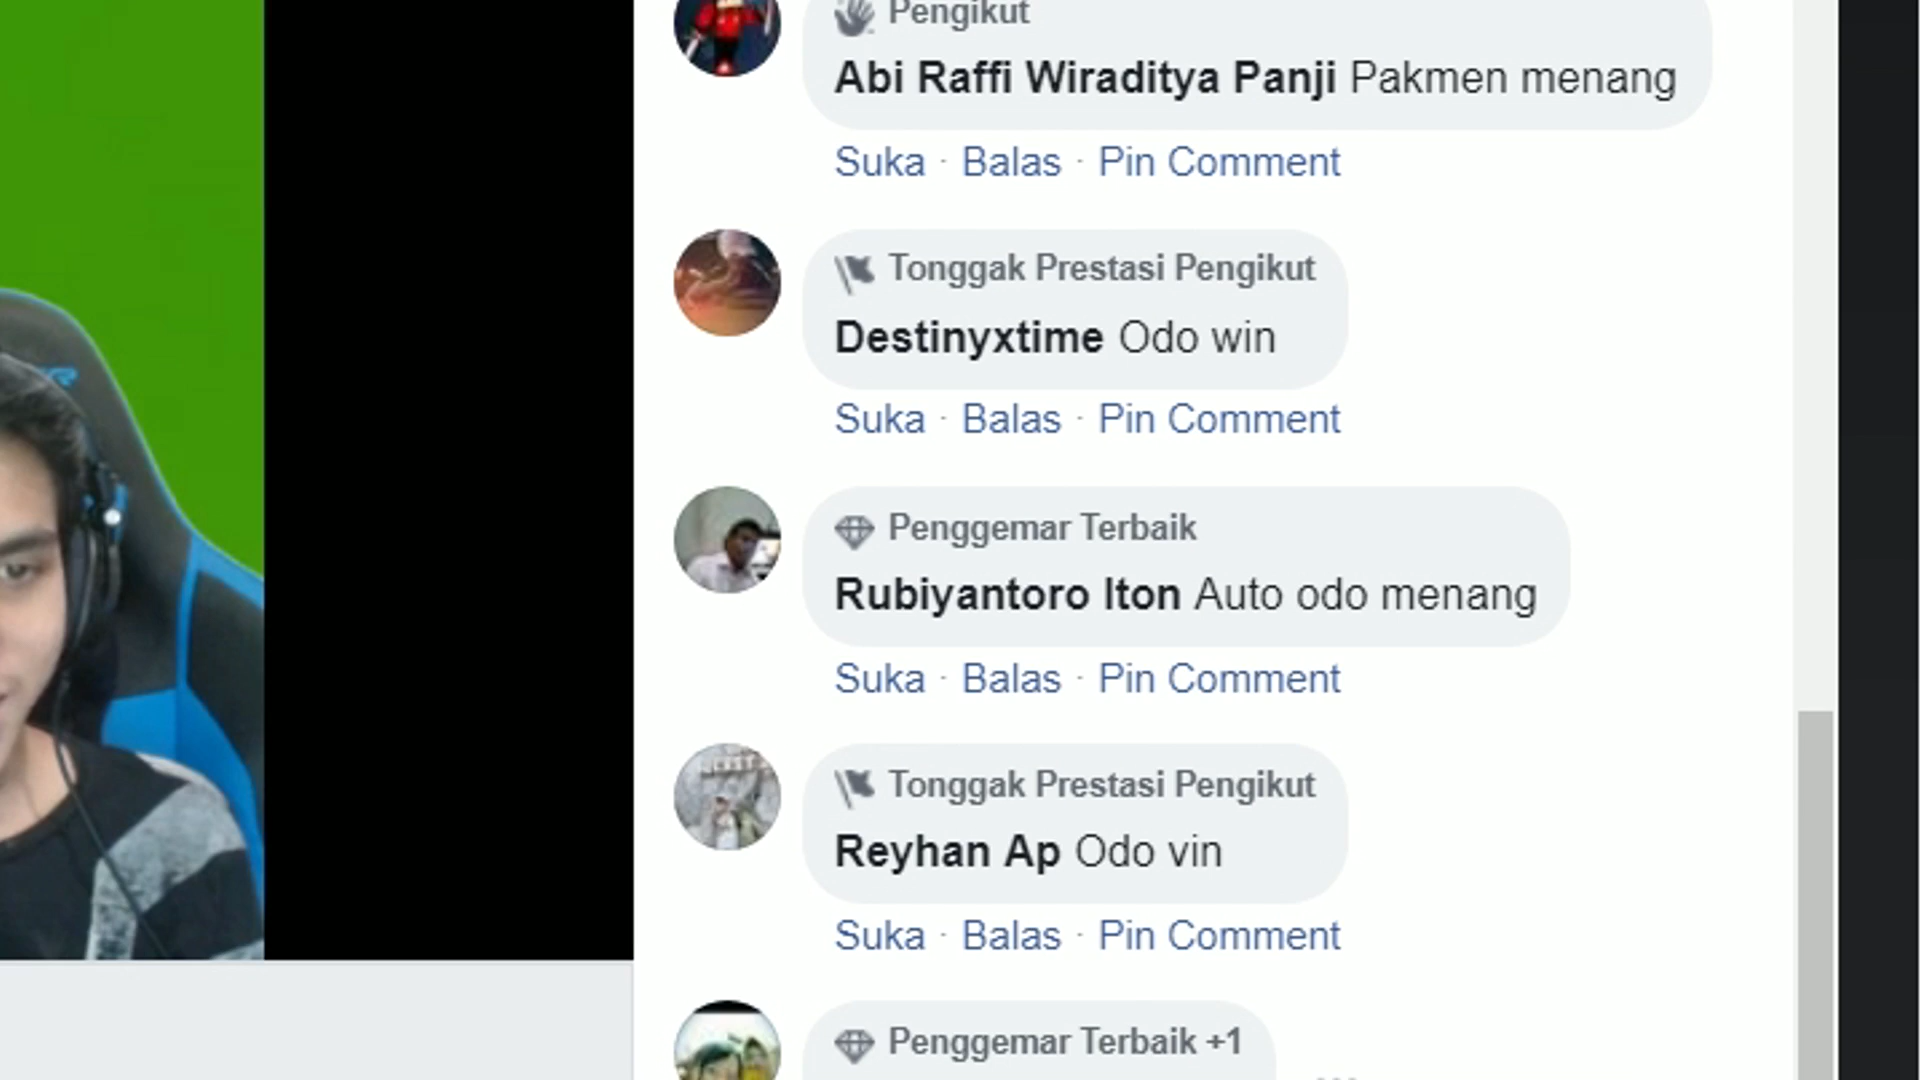 Pengikut
Abi Raffi Wiraditya Panji Pakmen menang
Suka · Balas · Pin Comment
Tonggak Prestasi Pengikut
Destinyxtime Odo win
Suka · Balas · Pin Comment
Penggemar Terbaik
Rubiyantoro Iton Auto odo menang
Suka · Balas · Pin Comment
Tonggak Prestasi Pengikut
Reyhan Ap Odo vin
Suka · Balas · Pin Comment
Penggemar Terbaik +1